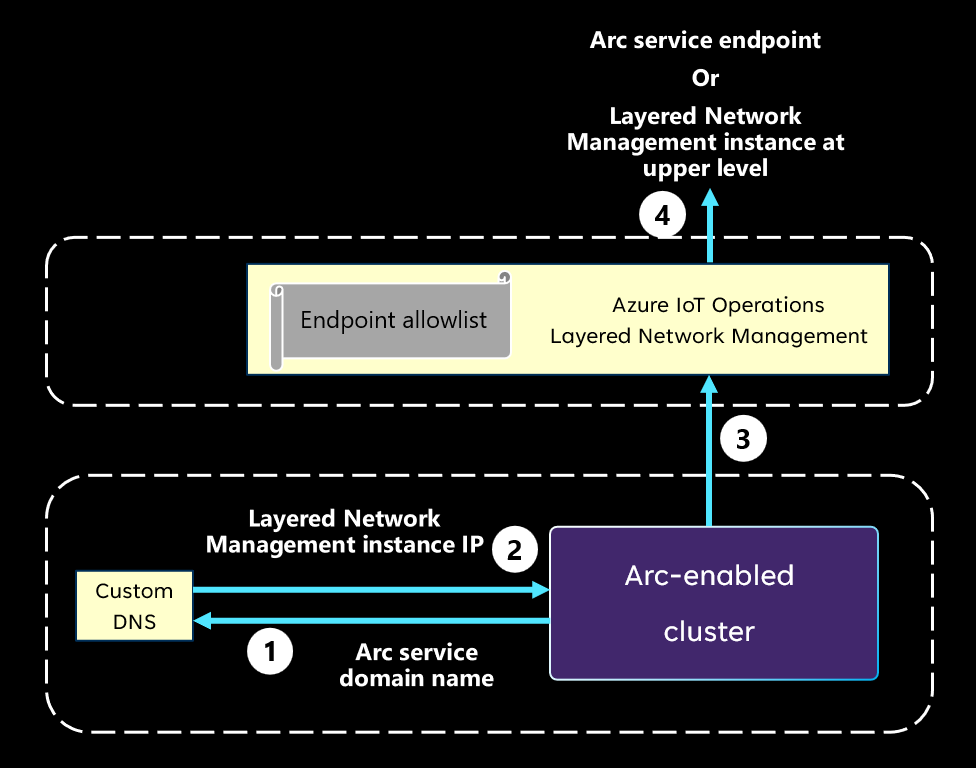 Arc service endpoint
Or
Layered Network
Management instance at
upper level
4
Endpoint allowlist
Azure IoT Operations
Layered Network Management
3
Layered Network
Management instance IP
2
Custom
DNS
Arc-enabled
cluster
1
Arc service
domain name